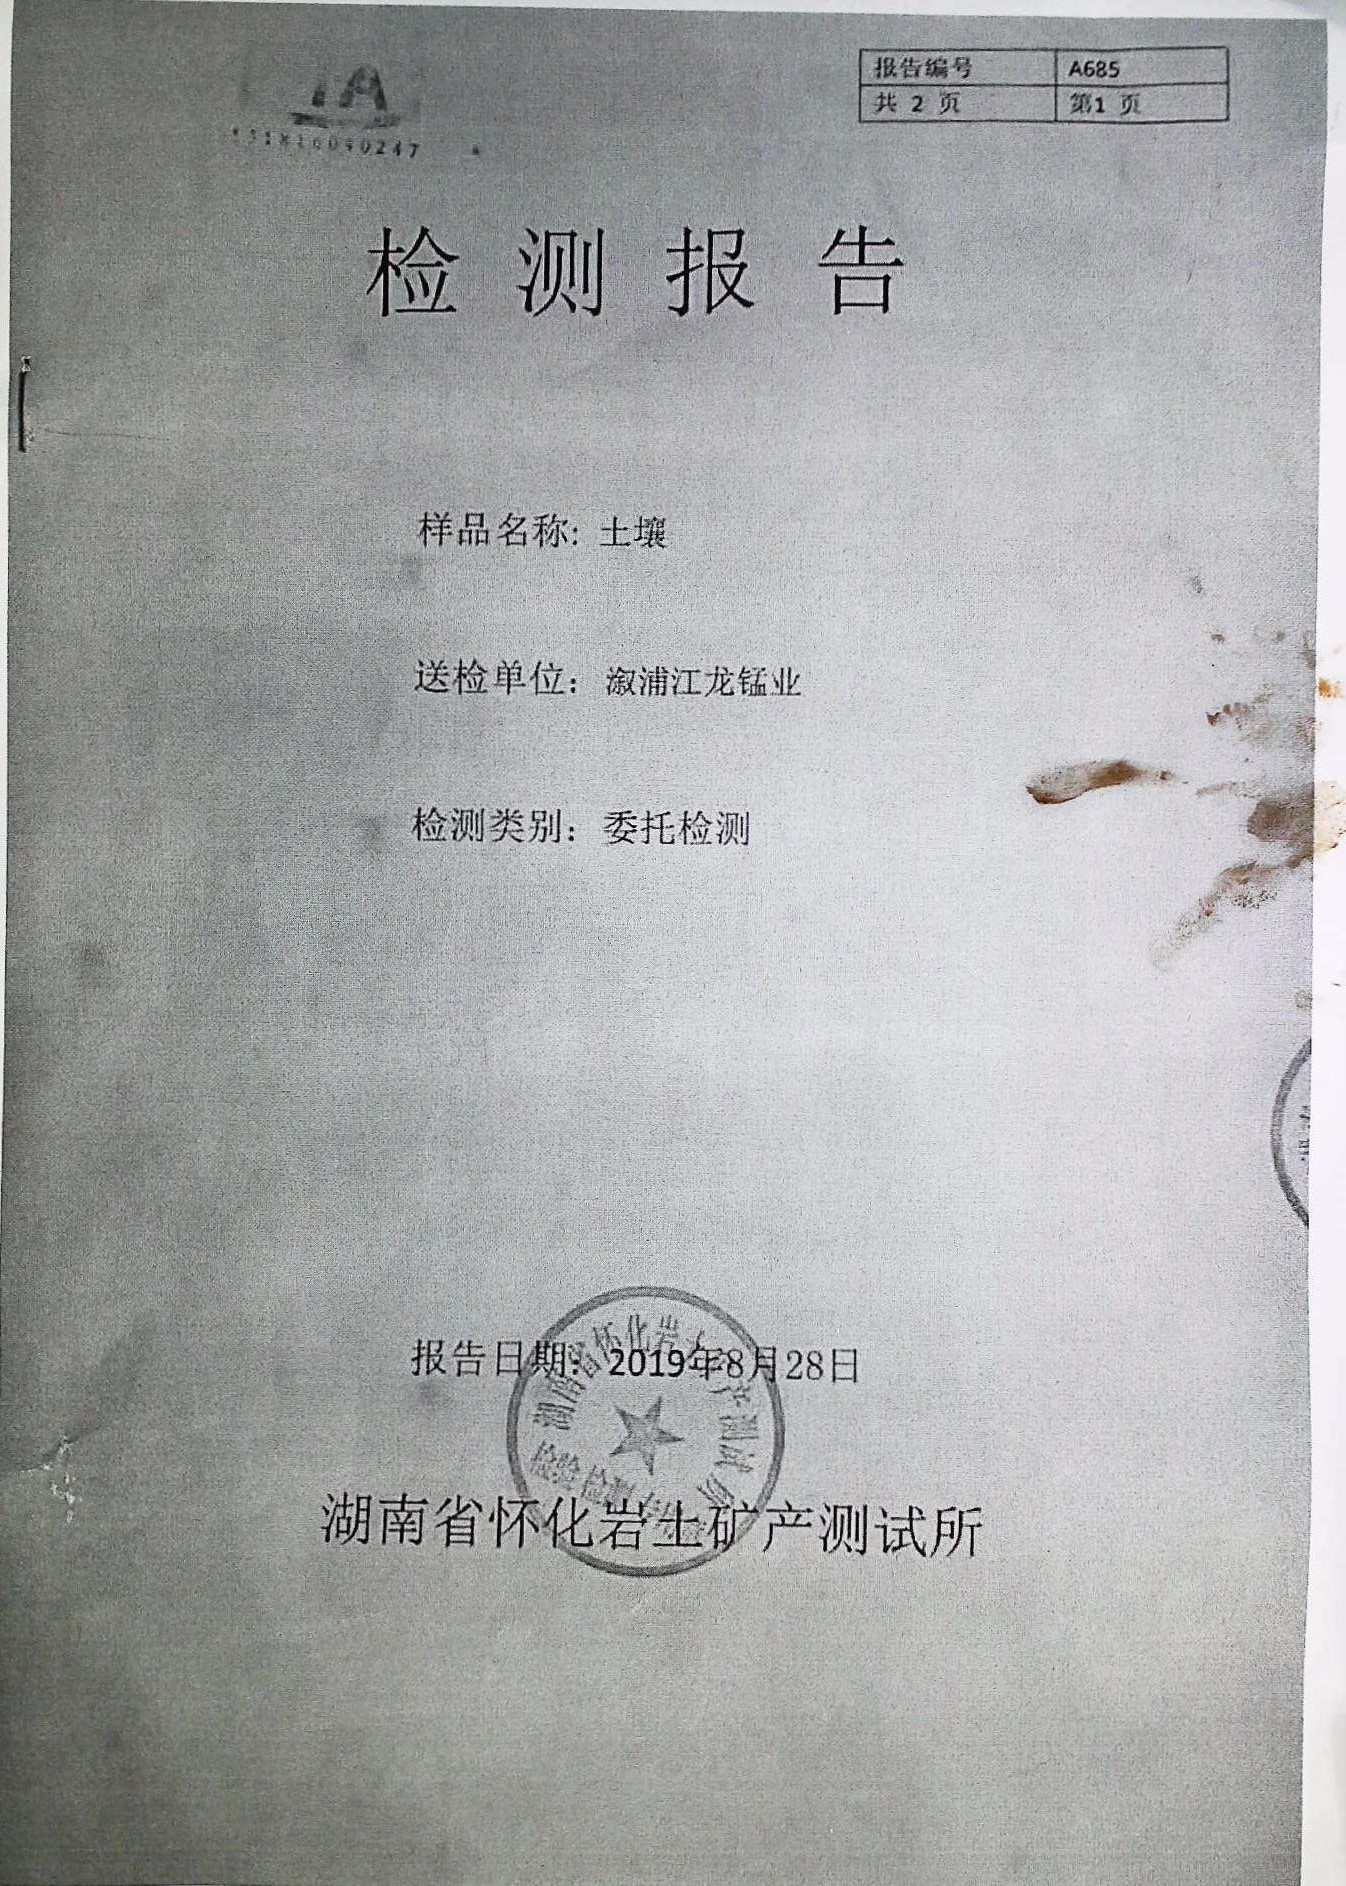 报告编号 A685
共 2 页 第1 页
检测报告
样品名称: 土壤
送检单位: 溆浦江龙锰业
检测类别: 委托检测
报告日期: 2019年8月28日
湖南省怀化岩土矿产测试所